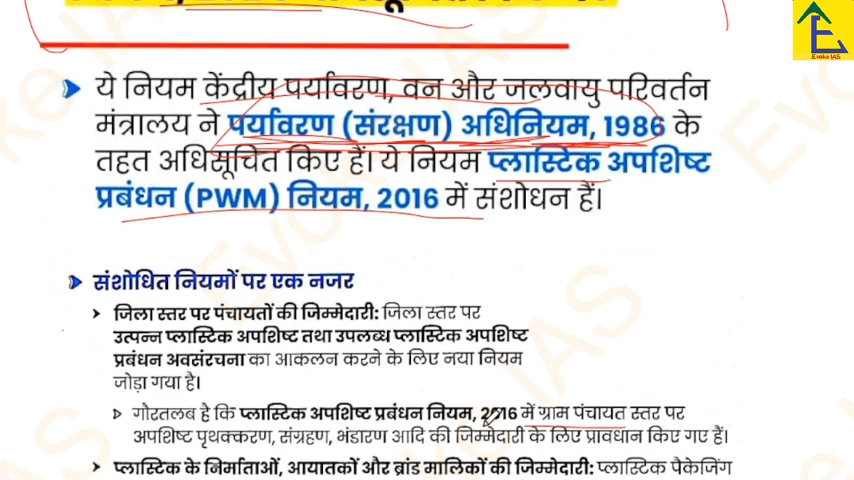 Evoke IAS
ये नियम केंद्रीय पर्यावरण, वन और जलवायु परिवर्तन
मंत्रालय ने पर्यावरण (संरक्षण) अधिनियम, 1986 के
तहत अधिसूचित किए हैं। ये नियम प्लास्टिक अपशिष्ट
प्रबंधन (PWM) नियम, 2016 में संशोधन हैं।
संशोधित नियमों पर एक नजर
जिला स्तर पर पंचायतों की जिम्मेदारी: जिला स्तर पर
उत्पन्न प्लास्टिक अपशिष्ट तथा उपलब्ध प्लास्टिक अपशिष्ट
प्रबंधन अवसंरचना का आकलन करने के लिए नया नियम
जोड़ा गया है।
गौरतलब है कि प्लास्टिक अपशिष्ट प्रबंधन नियम, 2016 में ग्राम पंचायत स्तर पर
अपशिष्ट पृथक्करण, संग्रहण, भंडारण आदि की जिम्मेदारी के लिए प्रावधान किए गए हैं।
प्लास्टिक के निर्माताओं, आयातकों और ब्रांड मालिकों की जिम्मेदारी: प्लास्टिक पैकेजिंग